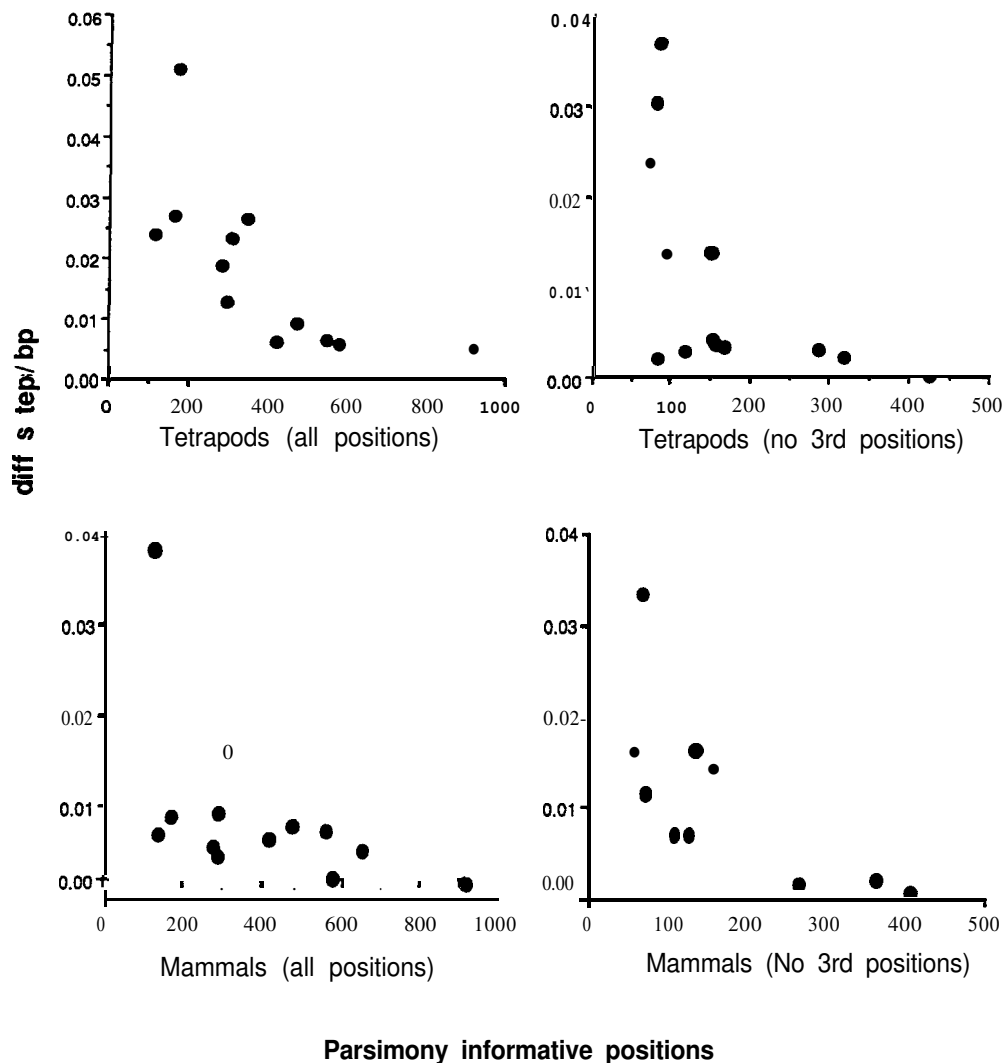 diff s tep/bp
0.06
0.05
0.04
0.03
0.02
0.01
0.00
0 200 400 600 800 1000
Tetrapods (all positions)
0.04
0.03
0.02
0.01
0.00
0 100 200 300 400 500
Tetrapods (no 3rd positions)
0.04
0.03
0.02
0.01
0.00
0 200 400 600 800 1000
Mammals (all positions)
0.04
0.03
0.02
0.01
0.00
0 100 200 300 400 500
Mammals (No 3rd positions)
Parsimony informative positions